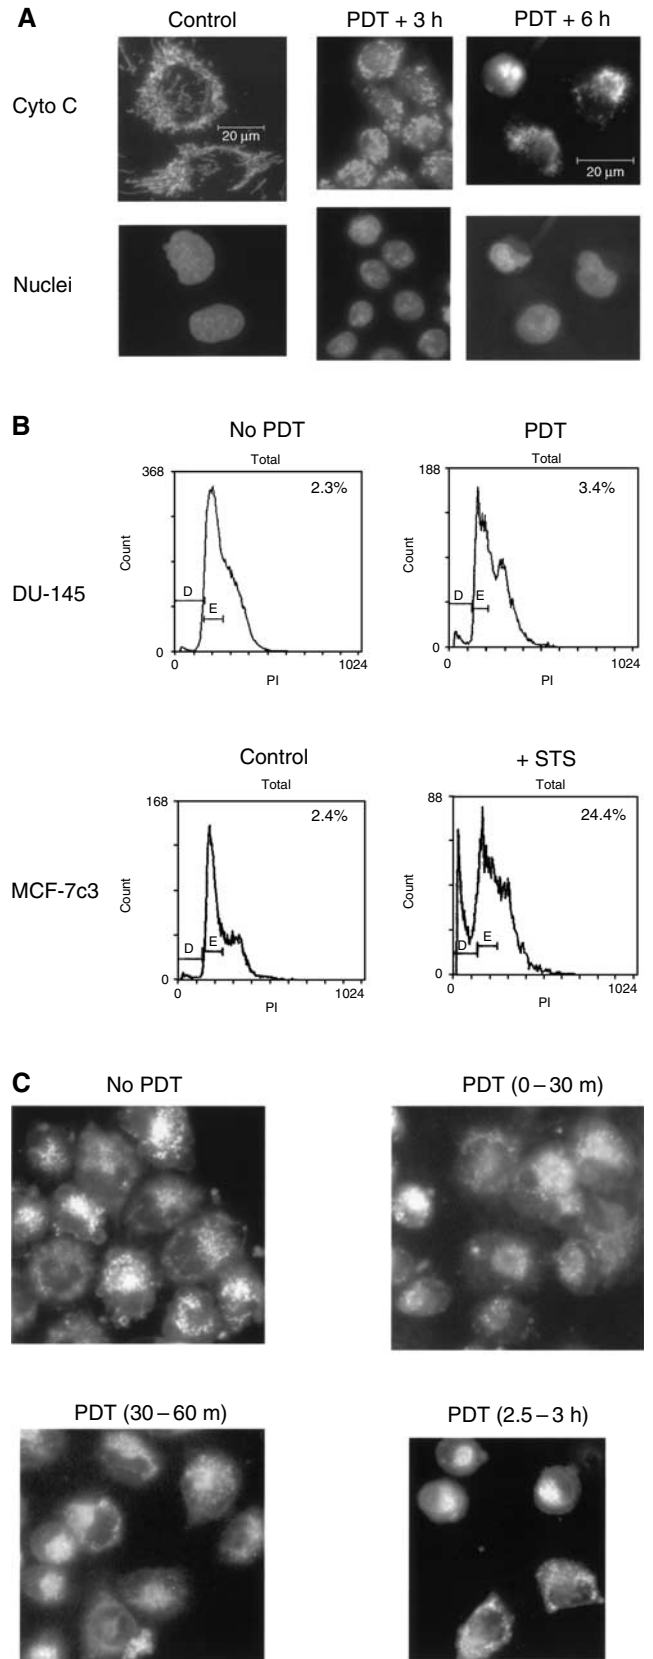 A
Control
PDT + 3 h
PDT + 6 h
Cyto C
20 µm
20 µm
Nuclei
B
No PDT
PDT
Total
Total
368
2.3%
188
3.4%
Count
Count
DU-145
D
E
D
E
0
0
0
1024
0
1024
PI
PI
Control
+ STS
Total
Total
168
2.4%
88
24.4%
Count
Count
MCF-7c3
D
E
D
E
0
0
0
1024
0
1024
PI
PI
C
No PDT
PDT (0–30 m)
PDT (30–60 m)
PDT (2.5–3 h)